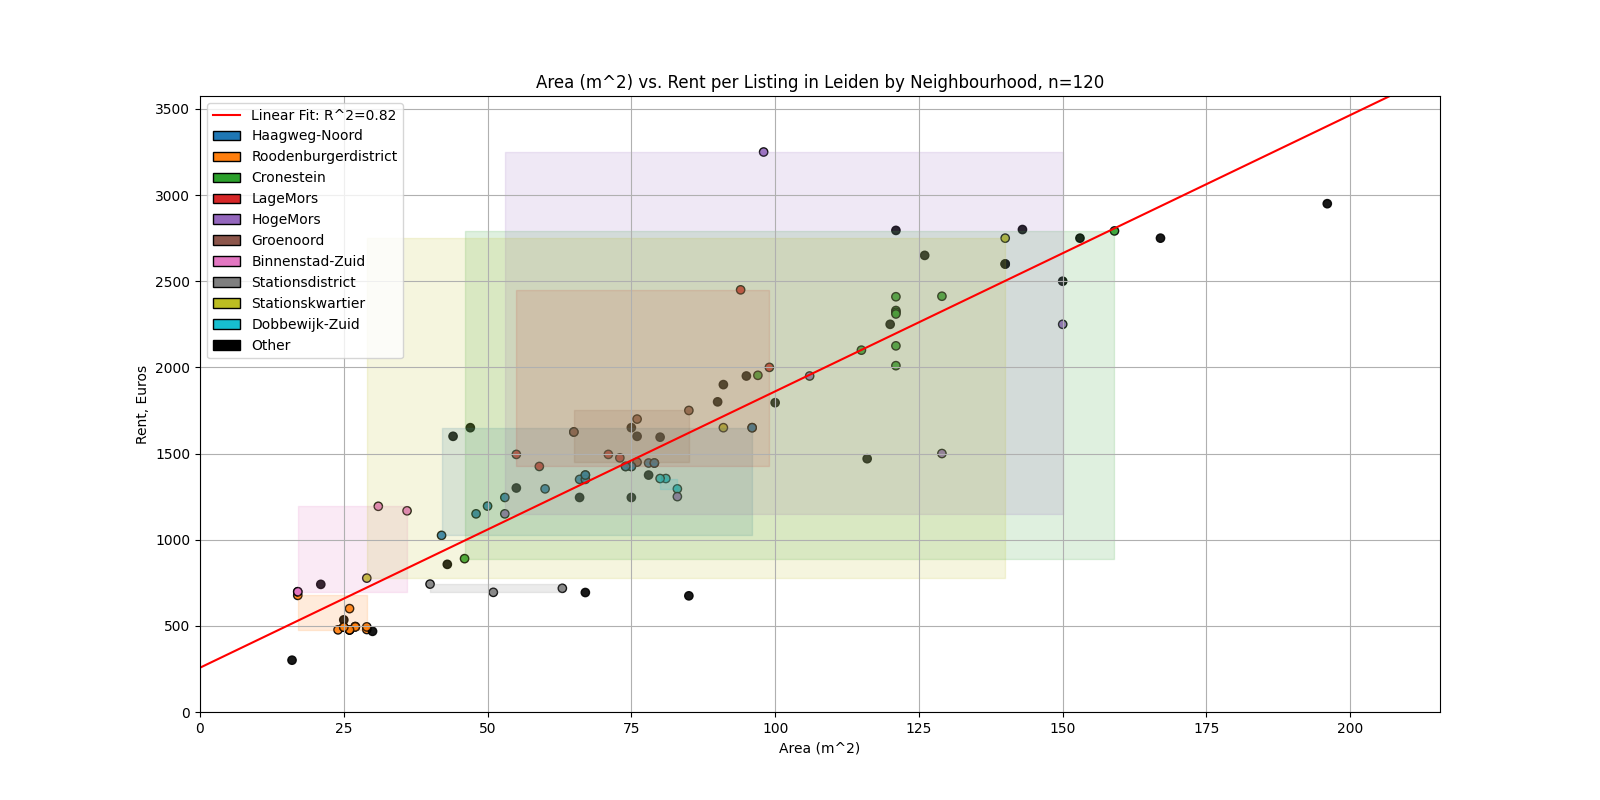 Area (m^2) vs. Rent per Listing in Leiden by Neighbourhood, n=120
Rent, Euros
3500
3000
2500
2000
1500
1000
500
0
Linear Fit: R^2=0.82
Haagweg-Noord
Roodenburgerdistrict
Cronestein
LageMors
HogeMors
Groenoord
Binnenstad-Zuid
Stationsdistrict
Stationskwartier
Dobbewijk-Zuid
Other
0 25 50 75 100 125 150 175 200
Area (m^2)